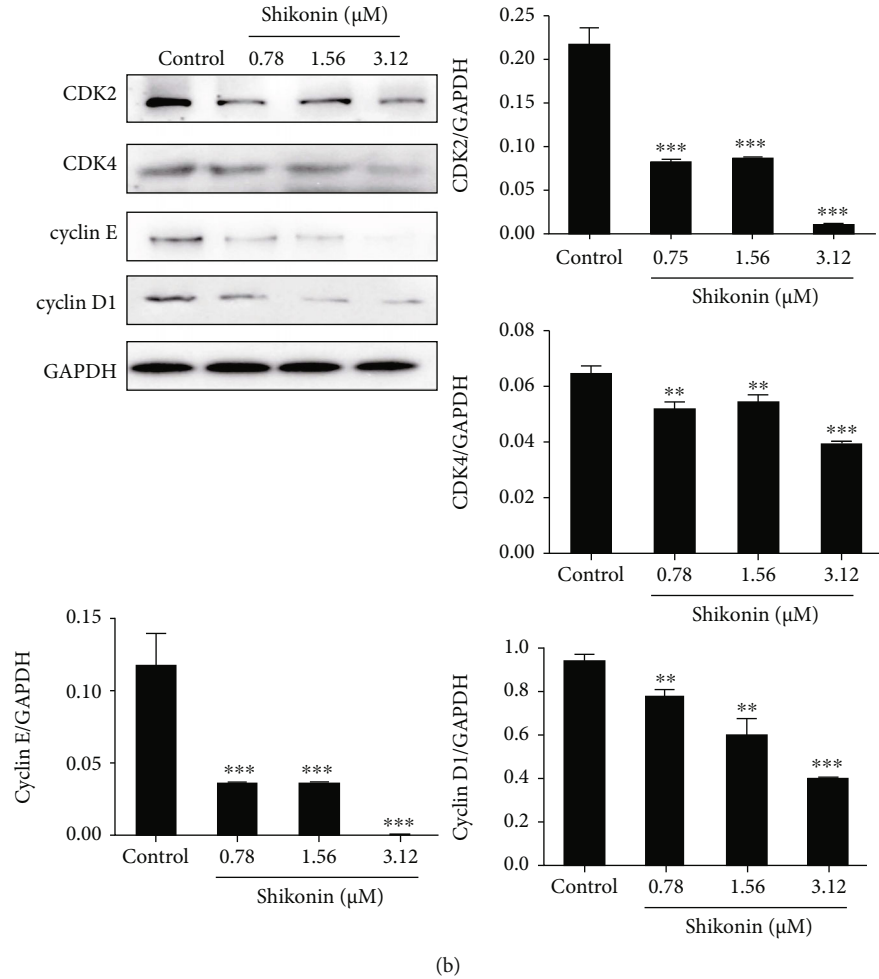 Shikonin (μM)
Control 0.78 1.56 3.12
CDK2
CDK4
cyclin E
cyclin D1
GAPDH
CDK2/GAPDH
0.25
0.20
0.15
0.10
0.05
0.00
*** *** ***
Control 0.75 1.56 3.12
Shikonin (μM)
CDK4/GAPDH
0.08
0.06
0.04
0.02
0.00
** ** ***
Control 0.78 1.56 3.12
Shikonin (μM)
Cyclin E/GAPDH
0.15
0.10
0.05
0.00
*** *** ***
Control 0.78 1.56 3.12
Shikonin (μM)
Cyclin D1/GAPDH
1.0
0.8
0.6
0.4
0.2
0.0
** ** ***
Control 0.78 1.56 3.12
Shikonin (μM)
(b)